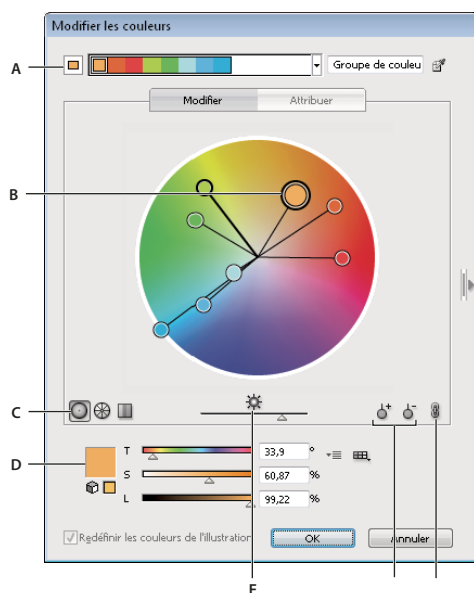 Modifier les couleurs
A
Groupe de couleu
Modifier
Attribuer
B
C
D
T 33,9 °
S 60,87 %
L 99,22 %
Redéfinir les couleurs de l'illustration
OK
Annuler